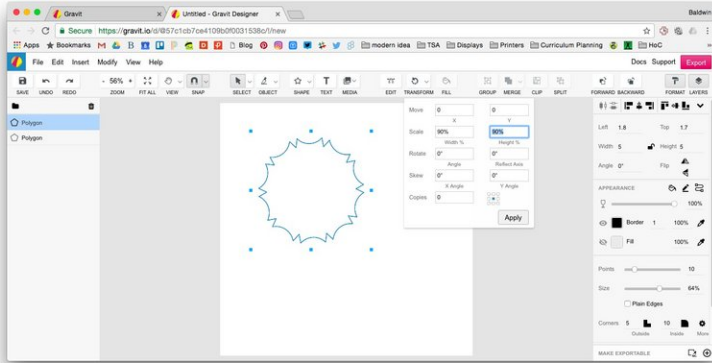 Gravit
Untitled - Gravit Designer
Baldwin
Secure https://gravit.io/d/@57c1cb7ce4109b0f0031538c/l/new
Apps Bookmarks Blog modern idea TSA Displays Printers Curriculum Planning HoC
File Edit Insert Modify View Help
Docs Support Export
- 56% +
SAVE UNDO REDO ZOOM FIT ALL VIEW SNAP SELECT OBJECT SHAPE TEXT MEDIA EDIT TRANSFORM FILL GROUP MERGE CLIP SPLIT FORWARD BACKWARD FORMAT LAYERS
Polygon
Polygon
Move 0 0
X Y
Scale 90% 90%
Width % Height %
Rotate 0° 0°
Angle Reflect Axis
Skew 0° 0°
X Angle Y Angle
Copies 0
Apply
Left 1.8 Top 1.7
Width 5 Height 5
Angle 0° Flip
APPEARANCE
100%
Border 1 100%
Fill 100%
Points 10
Size 64%
Plain Edges
Corners 5 10
Outside Inside More
MAKE EXPORTABLE